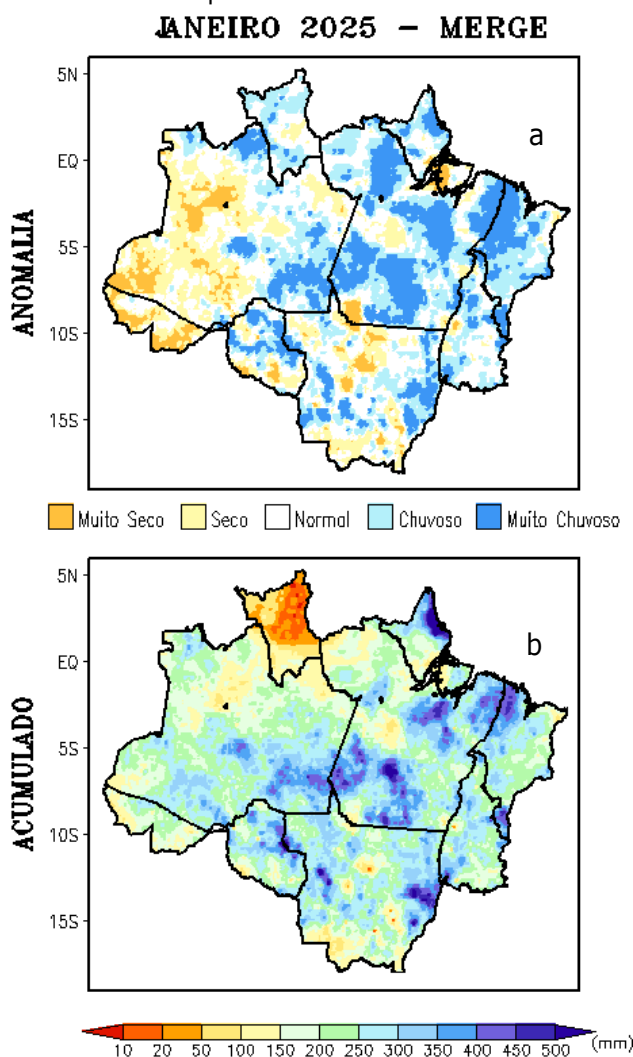 JANEIRO 2025 – MERGE
5N
a
EQ
ANOMALIA
5S
10S
15S
Muito Seco Seco Normal Chuvoso Muito Chuvoso
5N
b
EQ
ACUMULADO
5S
10S
15S
10 20 50 100 150 200 250 350 400 450 500 (mm)